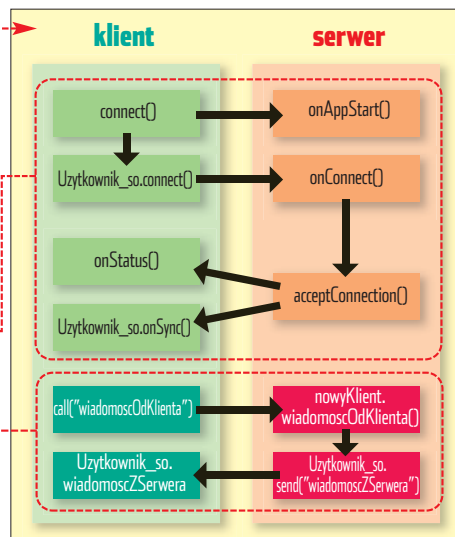 klient
serwer
connect()
onAppStart()
Uzytkownik_so.connect()
onConnect()
onStatus()
acceptConnection()
Uzytkownik_so.onSync()
call("wiadomoscOdKlienta")
nowyKlient.
wiadomoscOdKlienta()
Uzytkownik_so.
wiadomoscZSerwera
Uzytkownik_so.
send("wiadomoscZSerwera")